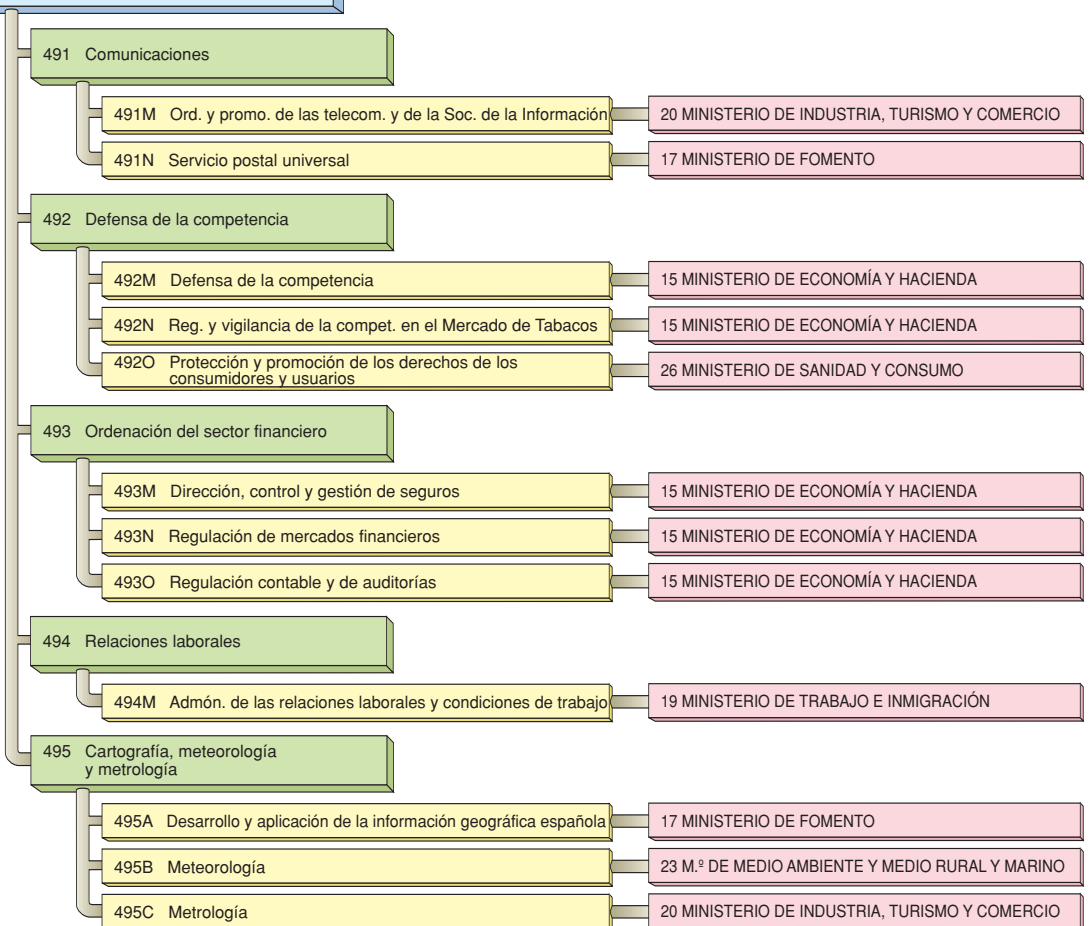 491 Comunicaciones
491M Ord. y promo. de las telecom. y de la Soc. de la Información
20 MINISTERIO DE INDUSTRIA, TURISMO Y COMERCIO
491N Servicio postal universal
17 MINISTERIO DE FOMENTO
492 Defensa de la competencia
492M Defensa de la competencia
15 MINISTERIO DE ECONOMÍA Y HACIENDA
492N Reg. y vigilancia de la compet. en el Mercado de Tabacos
15 MINISTERIO DE ECONOMÍA Y HACIENDA
492O Protección y promoción de los derechos de los
consumidores y usuarios
26 MINISTERIO DE SANIDAD Y CONSUMO
493 Ordenación del sector financiero
493M Dirección, control y gestión de seguros
15 MINISTERIO DE ECONOMÍA Y HACIENDA
493N Regulación de mercados financieros
15 MINISTERIO DE ECONOMÍA Y HACIENDA
493O Regulación contable y de auditorías
15 MINISTERIO DE ECONOMÍA Y HACIENDA
494 Relaciones laborales
494M Admón. de las relaciones laborales y condiciones de trabajo
19 MINISTERIO DE TRABAJO E INMIGRACIÓN
495 Cartografía, meteorología
y metrología
495A Desarrollo y aplicación de la información geográfica española
17 MINISTERIO DE FOMENTO
495B Meteorología
23 M.º DE MEDIO AMBIENTE Y MEDIO RURAL Y MARINO
495C Metrología
20 MINISTERIO DE INDUSTRIA, TURISMO Y COMERCIO